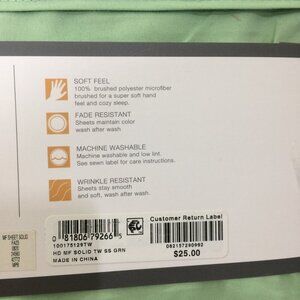 SOFT FEEL
100% brushed polyester microfiber
brushed for a super soft hand
feel and cozy sleep.
FADE RESISTANT
Sheets maintain color
wash after wash
MACHINE WASHABLE
Machine washable and low lint.
See sewn label for care instructions.
WRINKLE RESISTANT
Sheets stay smooth
and soft, wash after wash.
MF SHEET SOLID
0 81806 79266 5
100175129TW
HD MF SOLID TW SS GRN
MADE IN CHINA
Customer Return Label
082157290992
$25.00